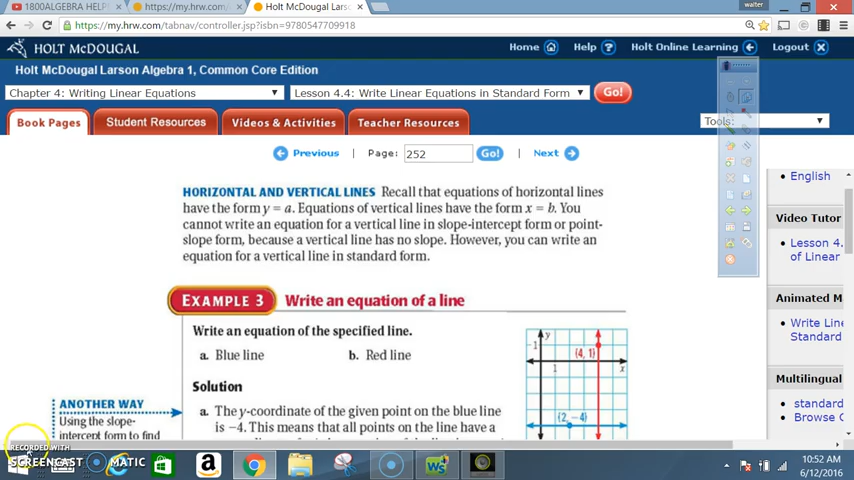 1800ALGEBRA HELP!
https://my.hrw.com/tabnav/
Holt McDougal Larson Alg
walter
https://my.hrw.com/tabnav/controller.jsp?isbn=9780547709918
HOLT MCDOUGAL
Home
Help
Holt Online Learning
Logout
Holt McDougal Larson Algebra 1, Common Core Edition
Chapter 4: Writing Linear Equations
Lesson 4.4: Write Linear Equations in Standard Form
Go!
Book Pages
Student Resources
Videos & Activities
Teacher Resources
Tools:
Previous
Page:
252
Go!
Next
English
HORIZONTAL AND VERTICAL LINES Recall that equations of horizontal lines
have the form y = a. Equations of vertical lines have the form x = b. You
cannot write an equation for a vertical line in slope-intercept form or point-
slope form, because a vertical line has no slope. However, you can write an
equation for a vertical line in standard form.
Video Tutor
Lesson 4.
of Linear
EXAMPLE 3 Write an equation of a line
Animated M
Write Line
Standard
Write an equation of the specified line.
a. Blue line
b. Red line
1
y
(4, 1)
1
x
(2, -4)
Solution
Multilingual
standard
Browse C
ANOTHER WAY
Using the slope-
intercept form to find
a. The y-coordinate of the given point on the blue line
is -4. This means that all points on the line have a
RECORDED WITH
SCREENCAST MATIC
10:52 AM
6/12/2016